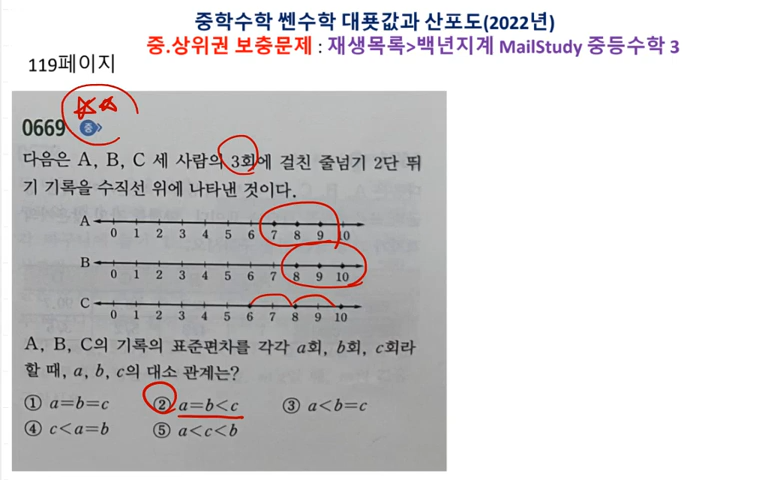 중학수학 쎈수학 대푯값과 산포도(2022년)
중.상위권 보충문제 : 재생목록>백년지계 MailStudy 중등수학 3
119페이지
0669 중
다음은 A, B, C 세 사람의 3회에 걸친 줄넘기 2단 뛰
기 기록을 수직선 위에 나타낸 것이다.
A 0 1 2 3 4 5 6 7 8 9 10
B 0 1 2 3 4 5 6 7 8 9 10
C 0 1 2 3 4 5 6 7 8 9 10
A, B, C의 기록의 표준편차를 각각 a회, b회, c회라
할 때, a, b, c의 대소 관계는?
① a=b=c ② a=b<c ③ a<b=c
④ c<a=b ⑤ a<c<b